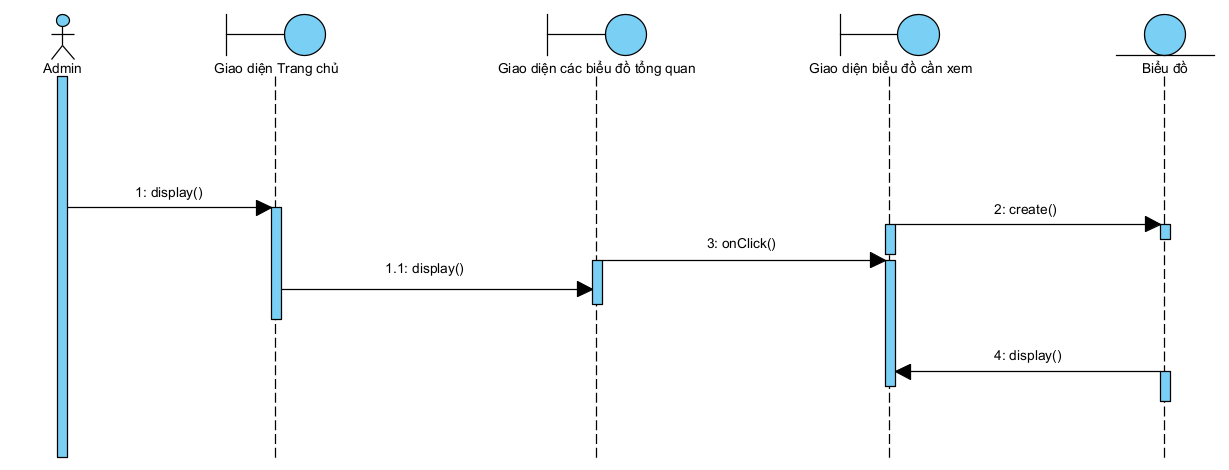 Admin
Giao diện Trang chủ
Giao diện các biểu đồ tổng quan
Giao diện biểu đồ cần xem
Biểu đồ
1: display()
2: create()
3: onClick()
1.1: display()
4: display()